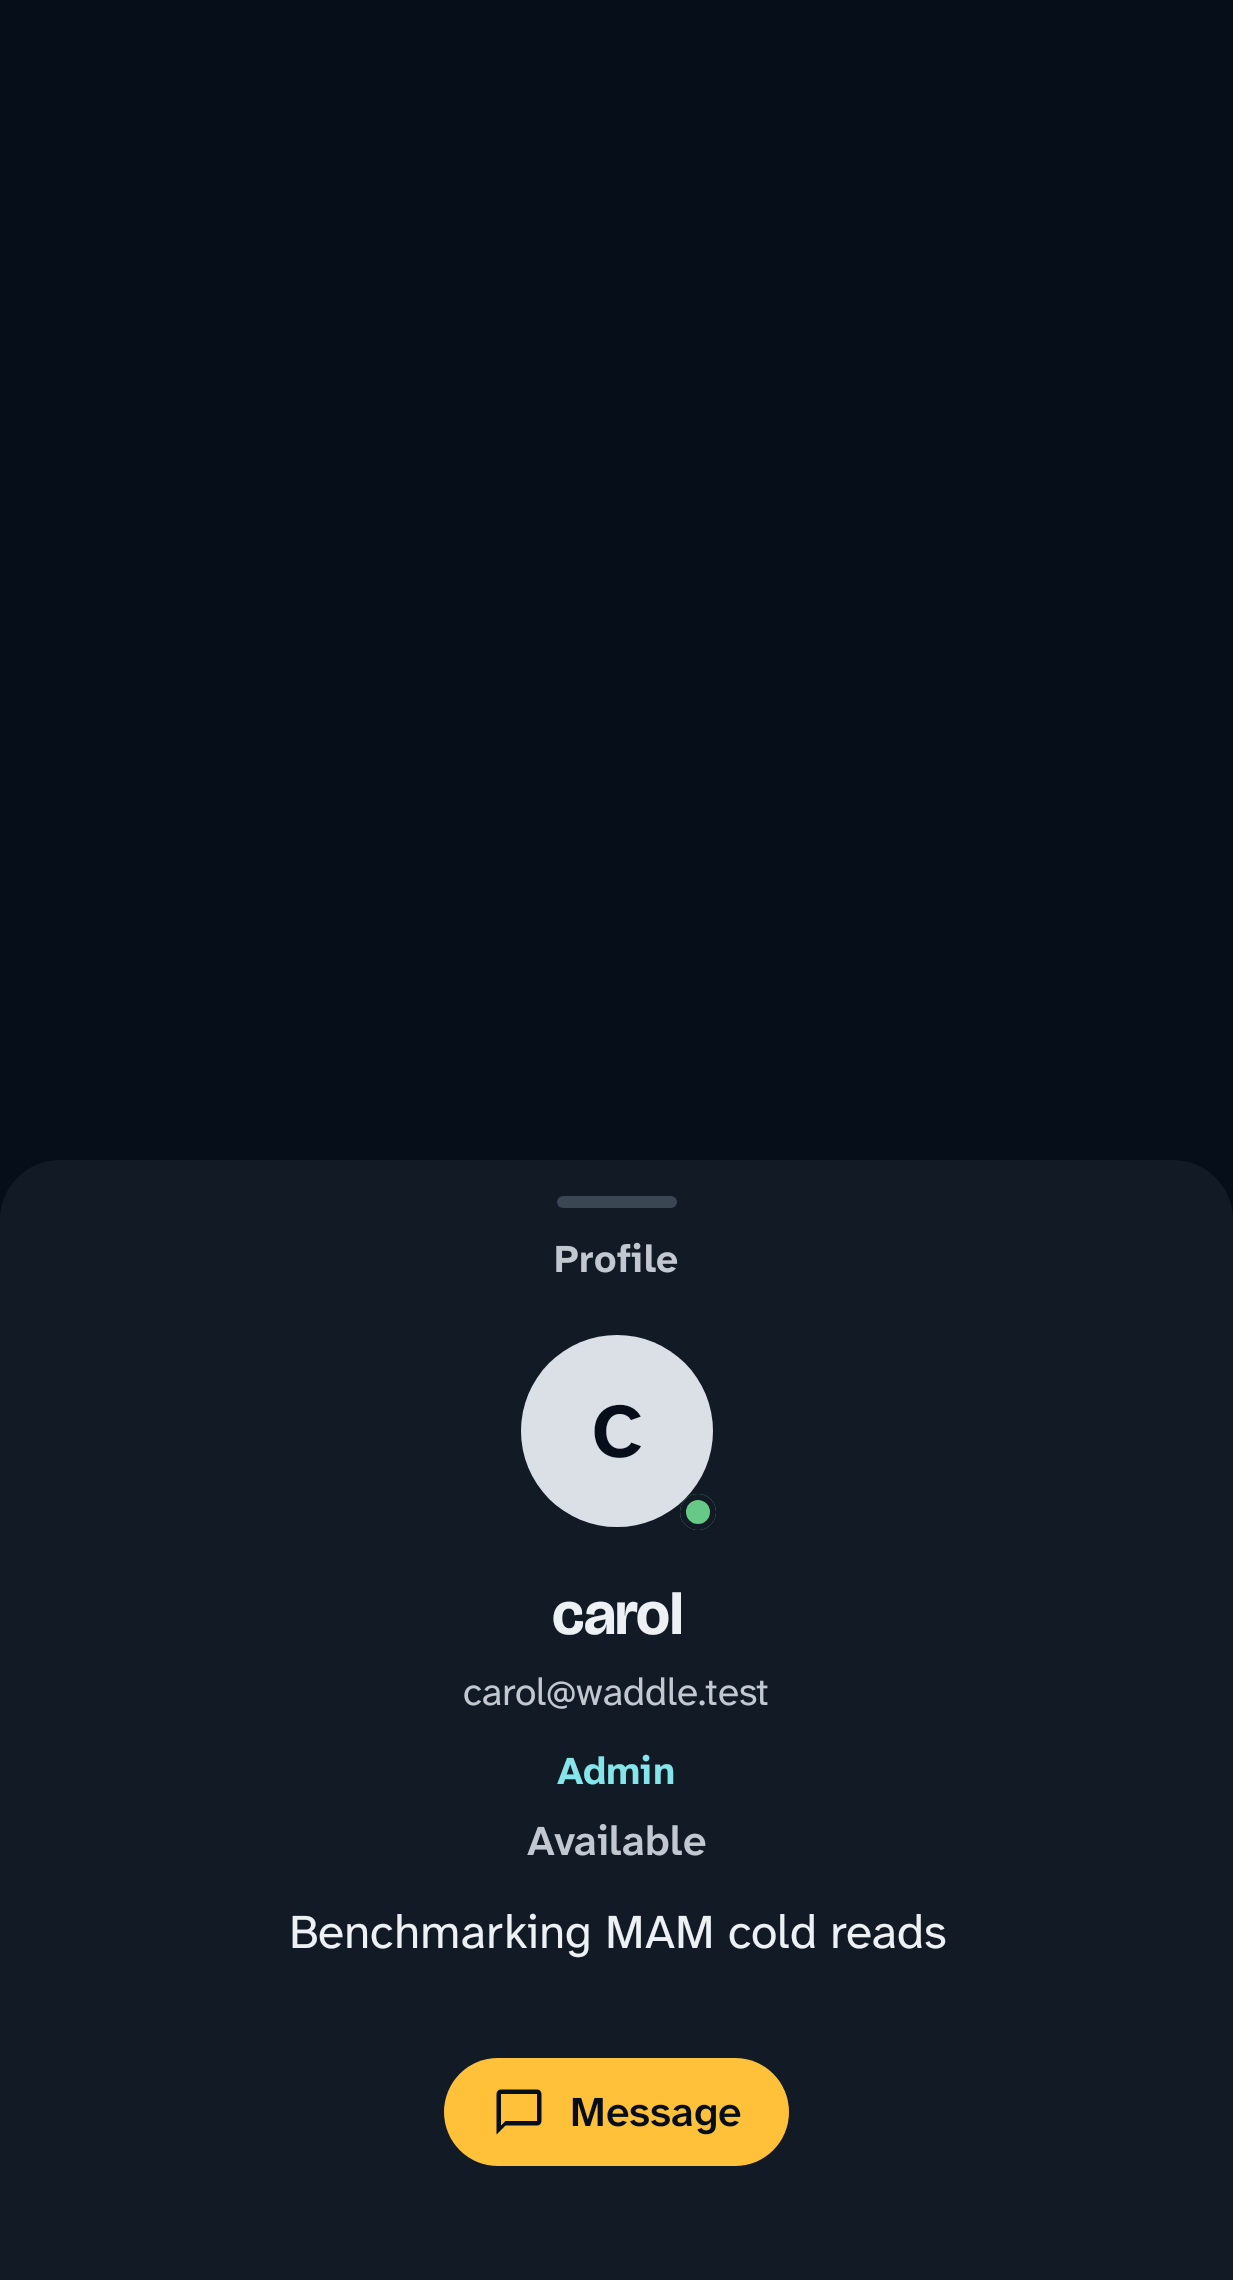 Profile
C
carol
carol@waddle.test
Admin
Available
Benchmarking MAM cold reads
Message